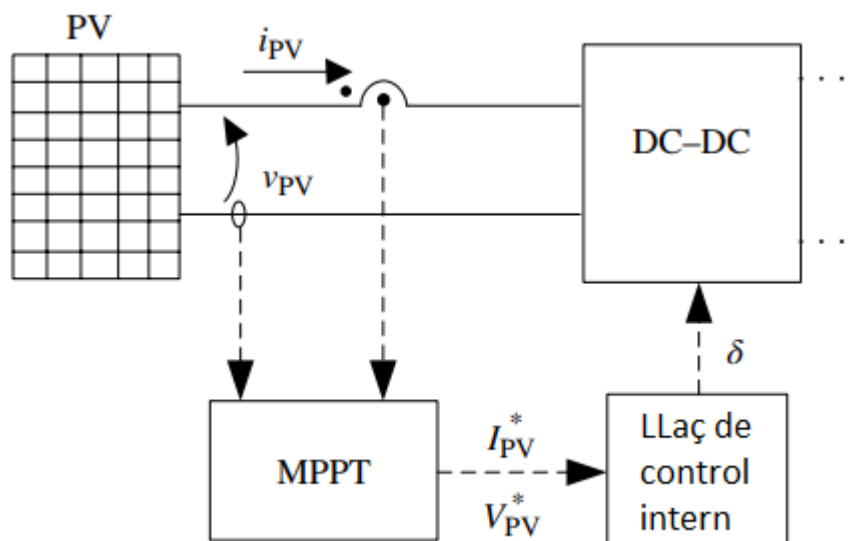 PV
i_PV
v_PV
DC–DC
. . .
. . .
δ
MPPT
I*_PV
V*_PV
LLaç de
control
intern